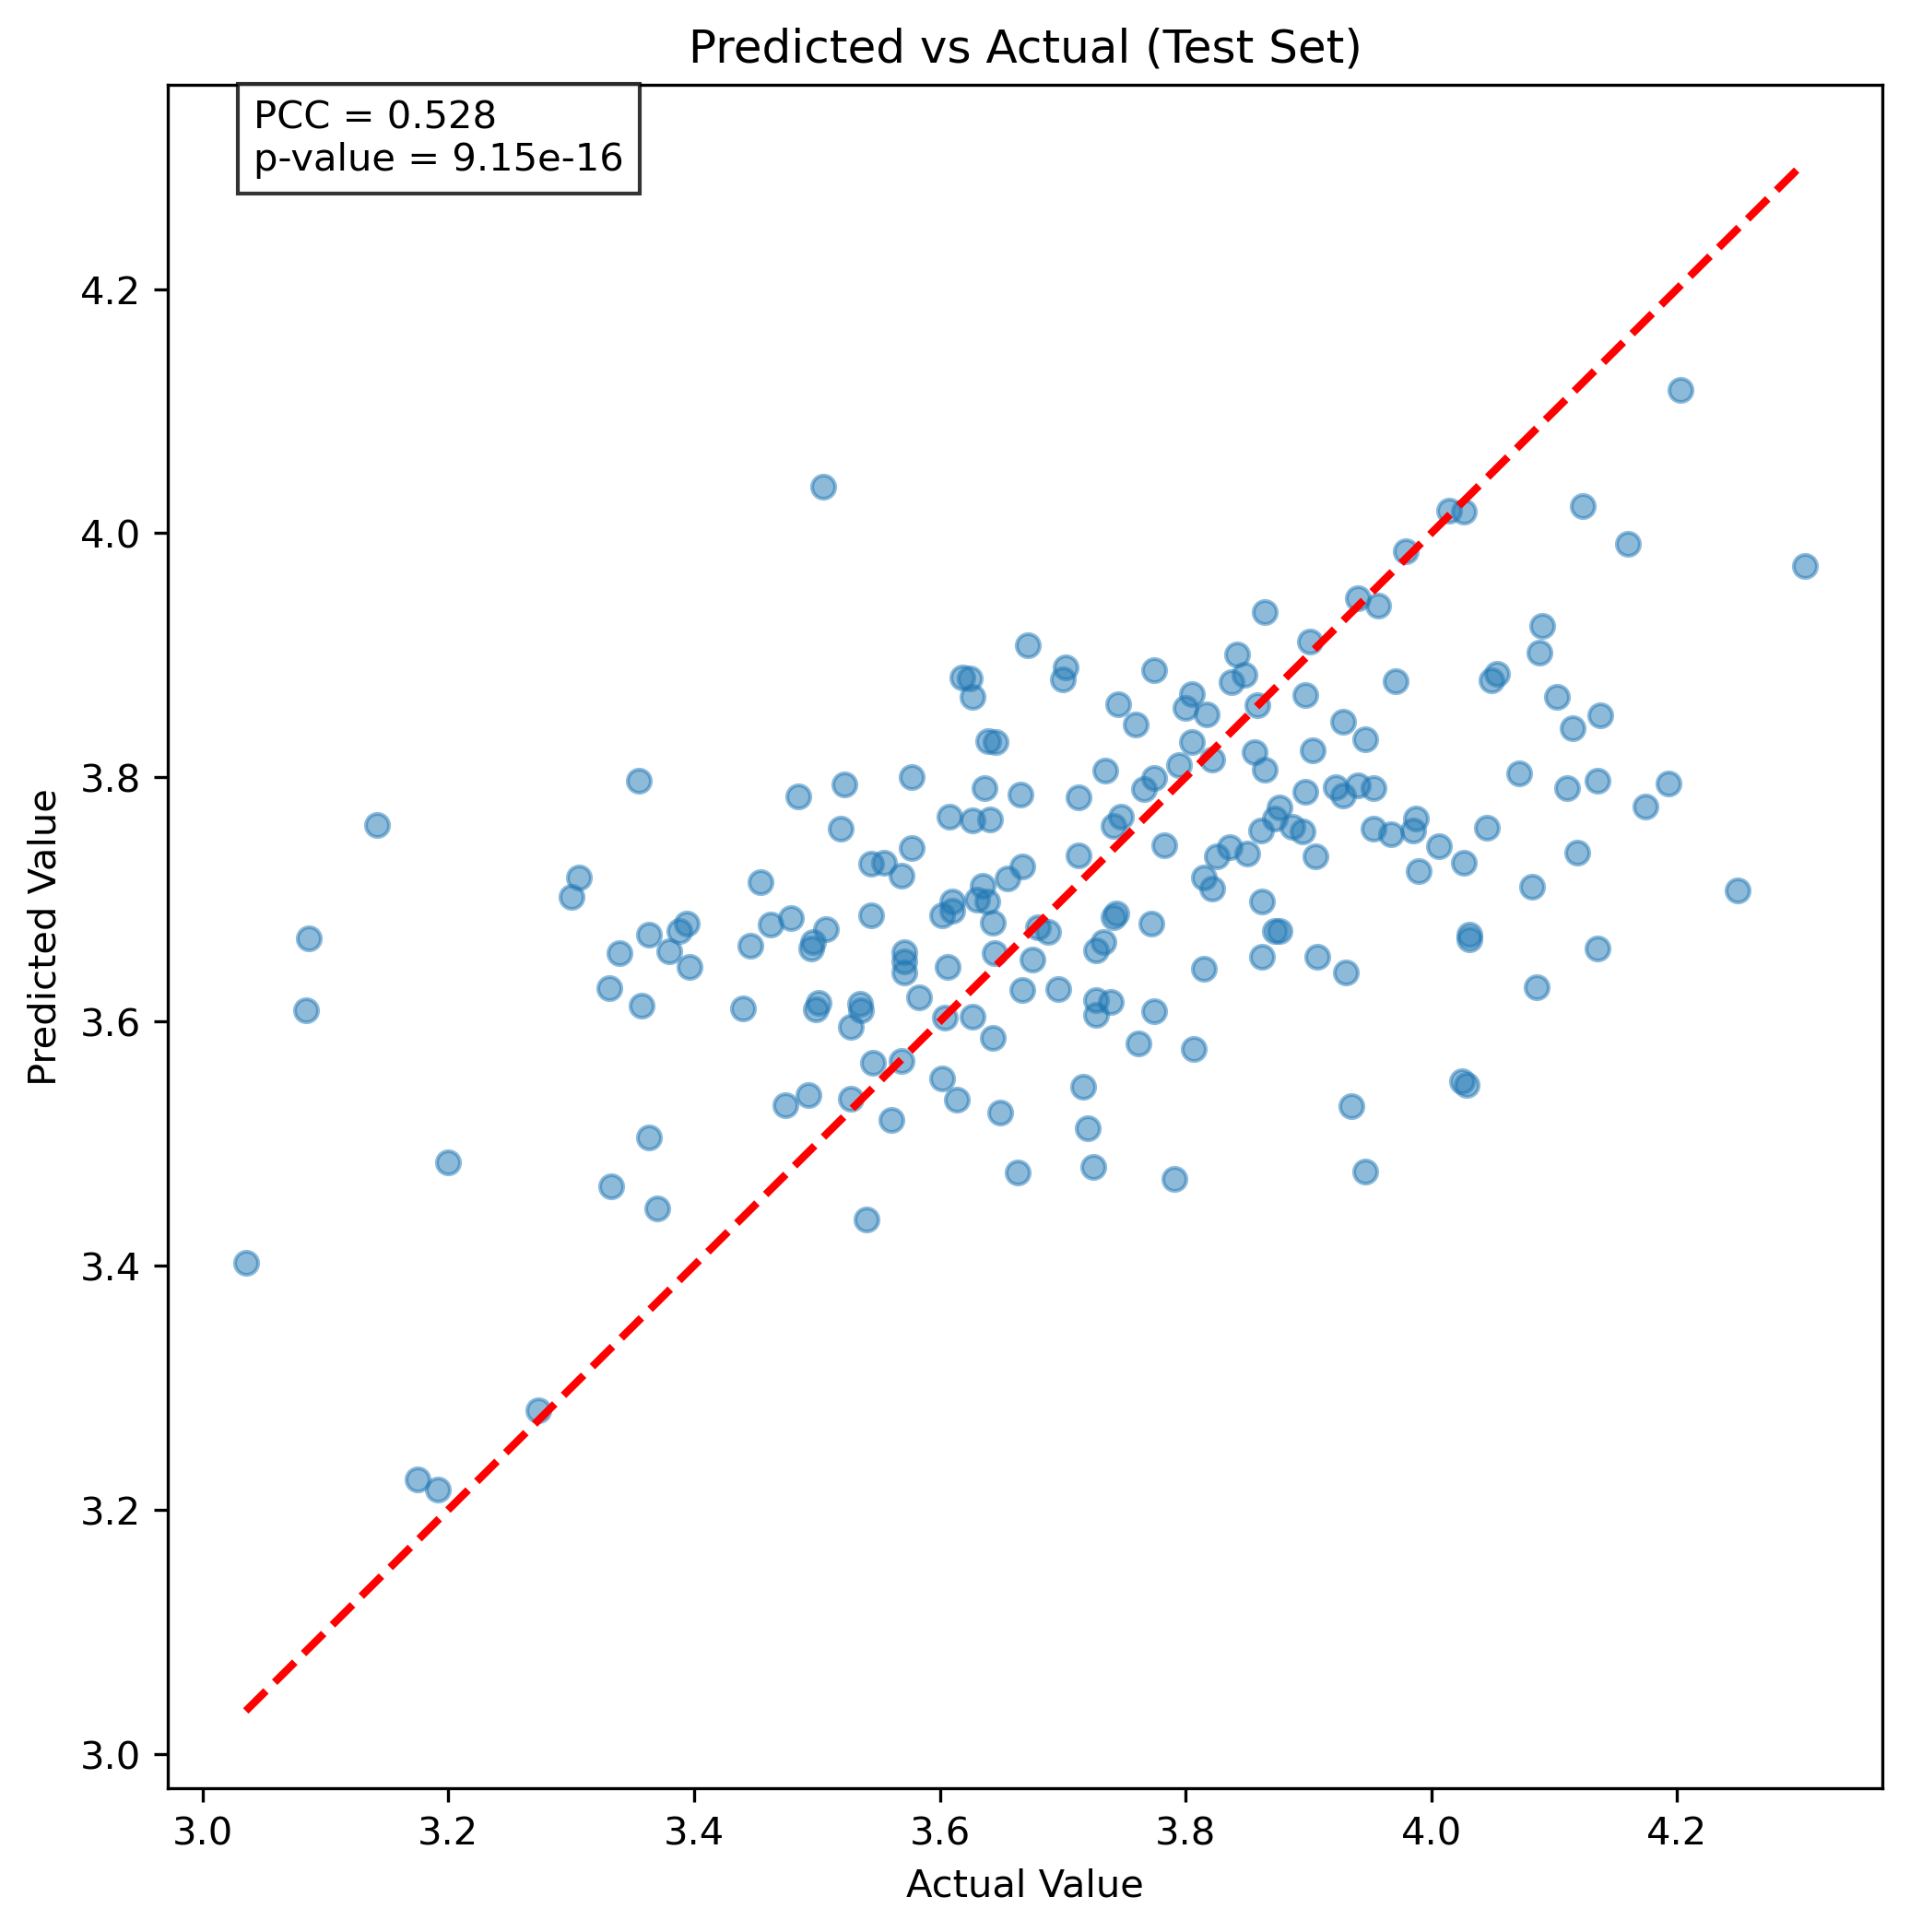 Predicted vs Actual (Test Set)
PCC = 0.528
p-value = 9.15e-16
4.2
4.0
3.8
3.6
3.4
3.2
3.0
Predicted Value
3.0 3.2 3.4 3.6 3.8 4.0 4.2
Actual Value